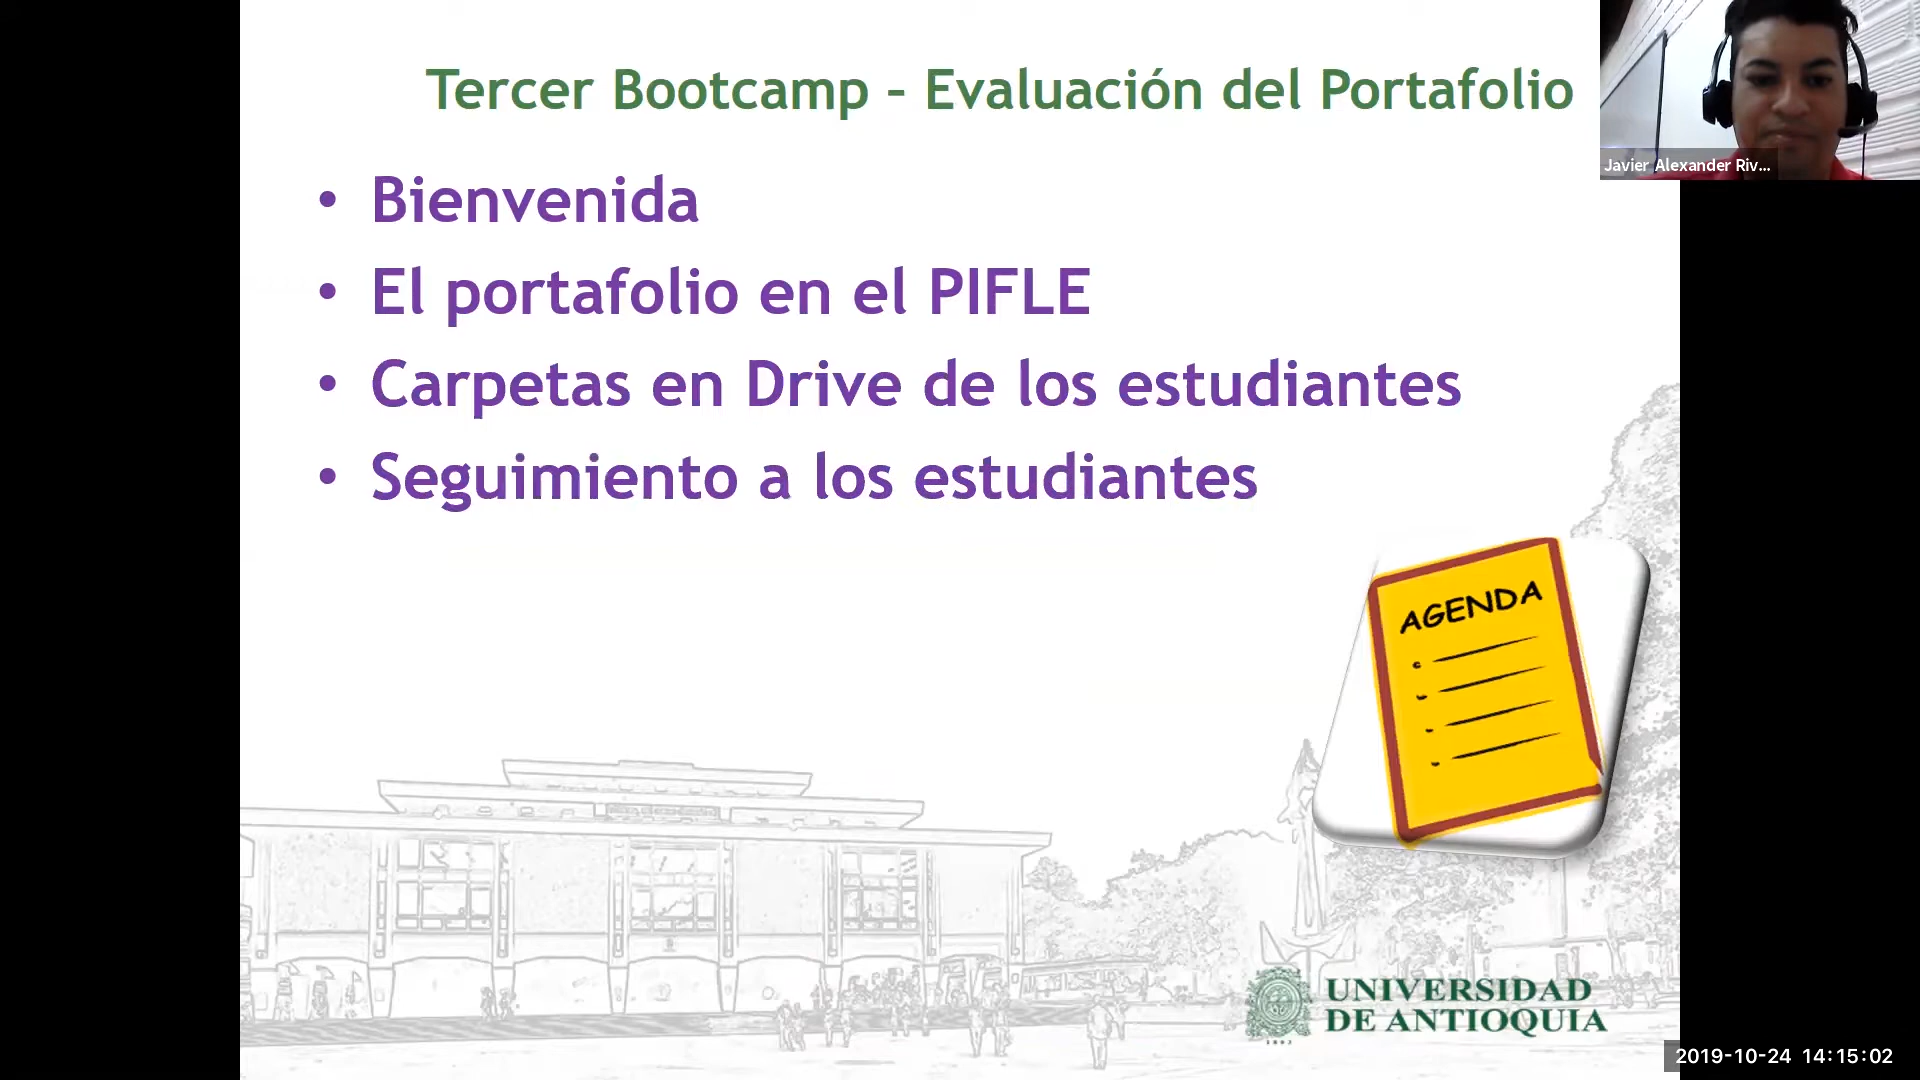 Tercer Bootcamp – Evaluación del Portafolio
Javier Alexander Riv...
• Bienvenida
• El portafolio en el PIFLE
• Carpetas en Drive de los estudiantes
• Seguimiento a los estudiantes
AGENDA
UNIVERSIDAD
DE ANTIOQUIA
1803
2019-10-24 14:15:02